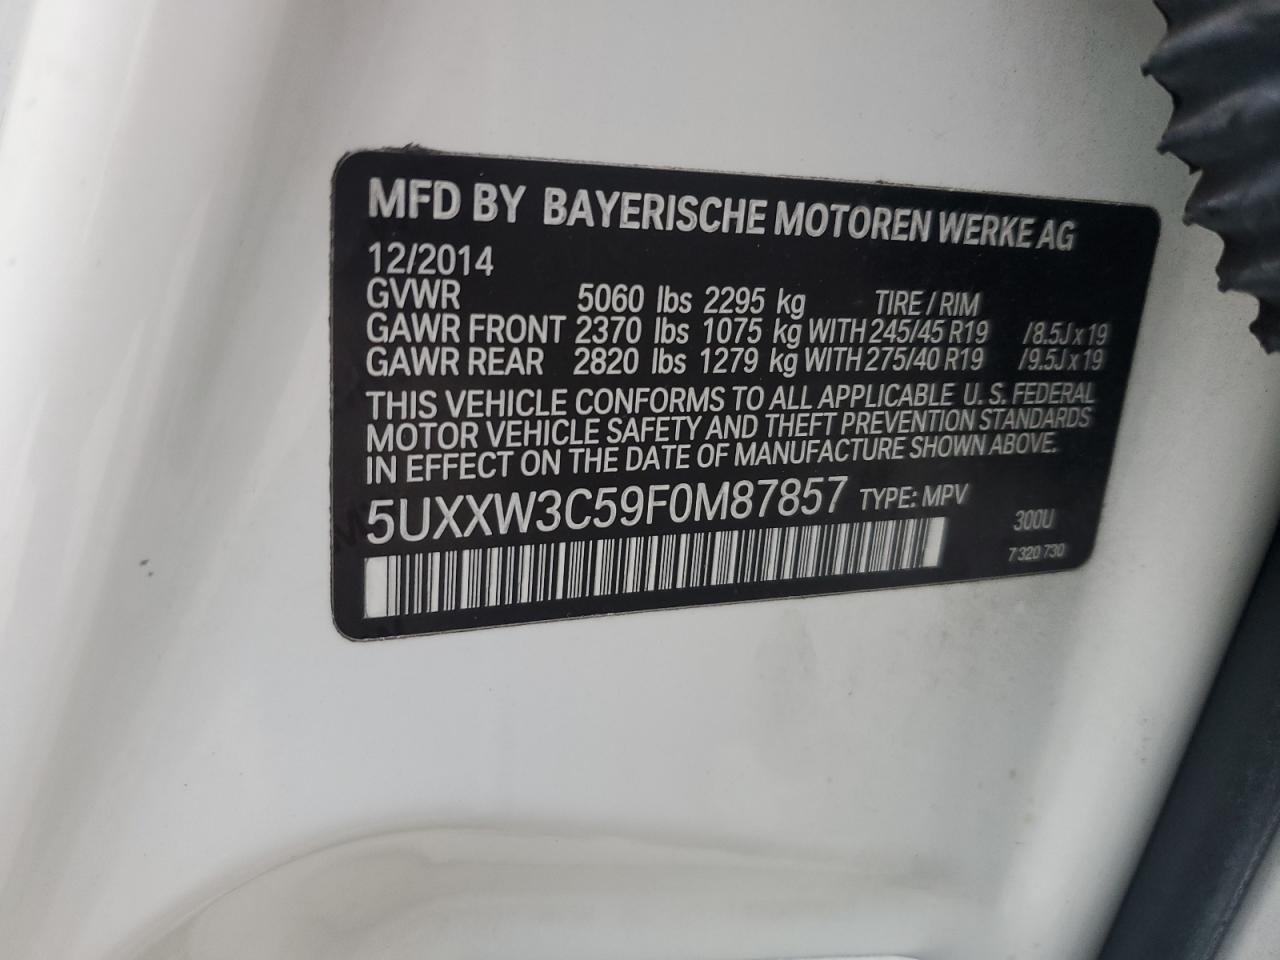 MFD BY BAYERISCHE MOTOREN WERKE AG
12/2014
GVWR 5060 lbs 2295 kg TIRE / RIM
GAWR FRONT 2370 lbs 1075 kg WITH 245/45 R19 /8.5J x 19
GAWR REAR 2820 lbs 1279 kg WITH 275/40 R19 /9.5J x 19
THIS VEHICLE CONFORMS TO ALL APPLICABLE U. S. FEDERAL
MOTOR VEHICLE SAFETY AND THEFT PREVENTION STANDARDS
IN EFFECT ON THE DATE OF MANUFACTURE SHOWN ABOVE.
5UXXW3C59F0M87857 TYPE: MPV
300U
7 320 730